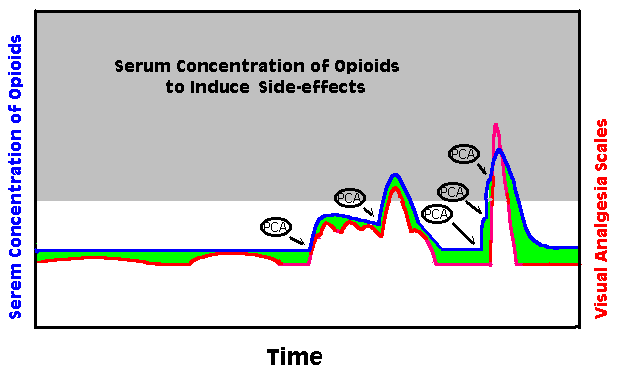 Serum Concentration of Opioids
to Induce Side-effects
Serem Concentration of Opioids
PCA
PCA
PCA
PCA
PCA
Visual Analgesia Scales
Time